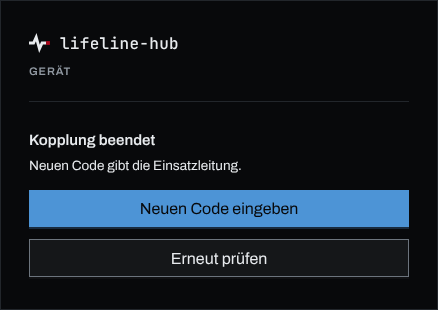 lifeline-hub
GERÄT
Kopplung beendet
Neuen Code gibt die Einsatzleitung.
Neuen Code eingeben
Erneut prüfen